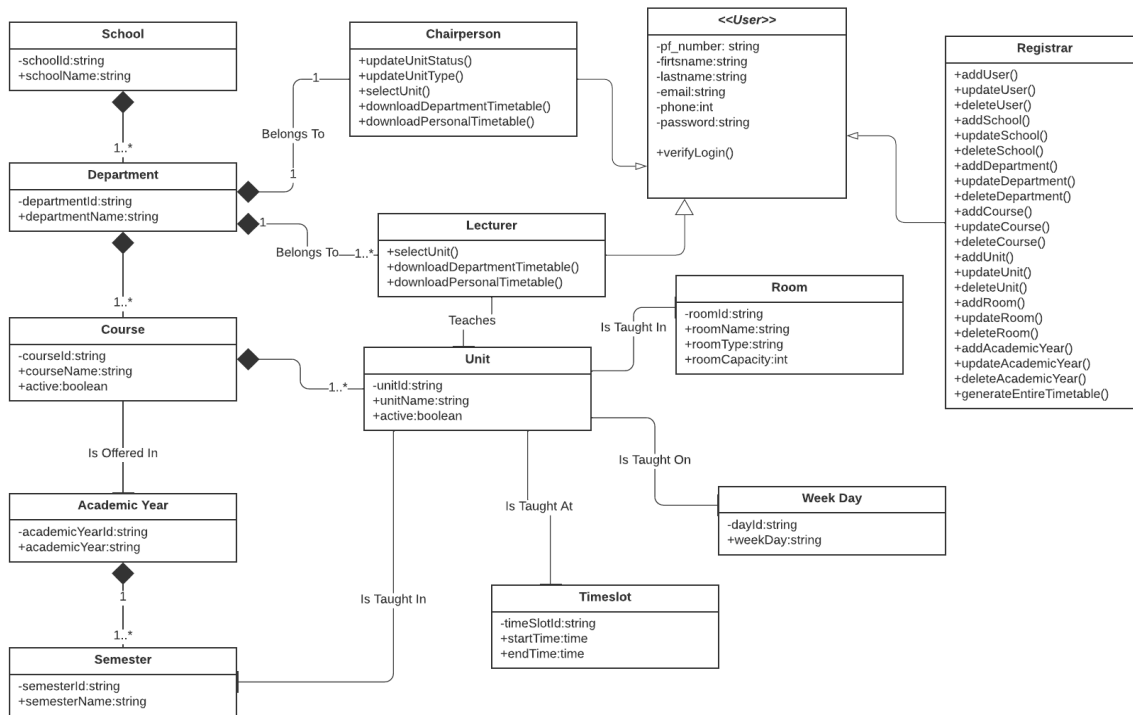 School
-schoolId:string
+schoolName:string
1..*
Department
-departmentId:string
+departmentName:string
1..*
Course
-courseId:string
+courseName:string
+active:boolean
Is Offered In
Academic Year
-academicYearId:string
+academicYear:string
1
1..*
Semester
-semesterId:string
+semesterName:string
Chairperson
+updateUnitStatus()
+updateUnitType()
+selectUnit()
+downloadDepartmentTimetable()
+downloadPersonalTimetable()
1
Belongs To
1
1
Belongs To
1..*
Lecturer
+selectUnit()
+downloadDepartmentTimetable()
+downloadPersonalTimetable()
Teaches
1..*
Unit
-unitId:string
+unitName:string
+active:boolean
Is Taught In
Is Taught At
Timeslot
-timeSlotId:string
+startTime:time
+endTime:time
<<User>>
-pf_number: string
-firtsname:string
-lastname:string
-email:string
-phone:int
-password:string
+verifyLogin()
Is Taught In
Room
-roomId:string
+roomName:string
+roomType:string
+roomCapacity:int
Is Taught On
Week Day
-dayId:string
+weekDay:string
Registrar
+addUser()
+updateUser()
+deleteUser()
+addSchool()
+updateSchool()
+deleteSchool()
+addDepartment()
+updateDepartment()
+deleteDepartment()
+addCourse()
+updateCourse()
+deleteCourse()
+addUnit()
+updateUnit()
+deleteUnit()
+addRoom()
+updateRoom()
+deleteRoom()
+addAcademicYear()
+updateAcademicYear()
+deleteAcademicYear()
+generateEntireTimetable()